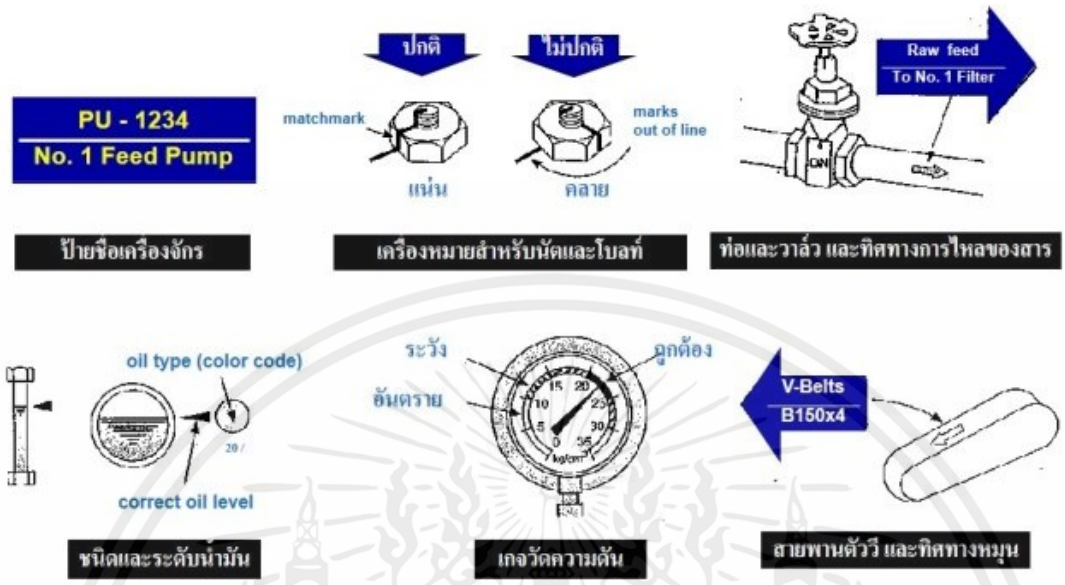 PU - 1234
No. 1 Feed Pump
ป้ายชื่อเครื่องจักร
ปกติ
ไม่ปกติ
matchmark
marks
out of line
แน่น
คลาย
เครื่องหมายสำหรับนัตและโบลท์
Raw feed
To No. 1 Filter
ON
ท่อและวาล์ว และทิศทางการไหลของสาร
oil type (color code)
20 /
correct oil level
ชนิดและระดับน้ำมัน
ระวัง
ถูกต้อง
อันตราย
0
5
10
15
20
25
30
35
kg/cm²
เกจวัดความดัน
V-Belts
B150x4
สายพานตัววี และทิศทางหมุน